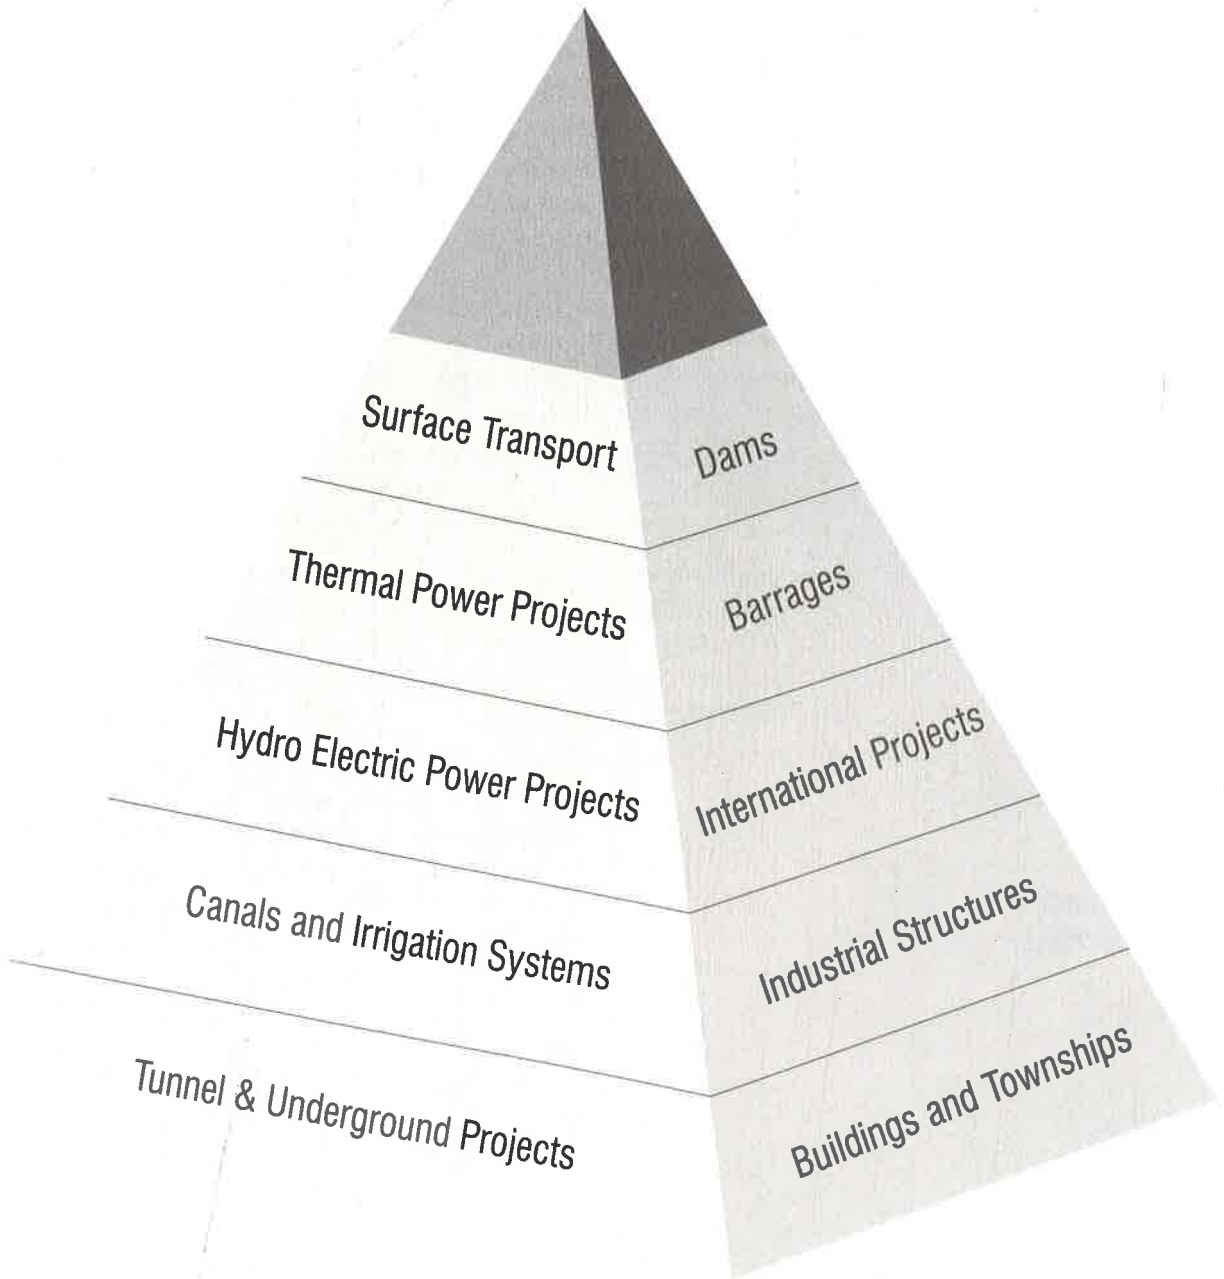 Surface Transport
Dams
Thermal Power Projects
Barrages
Hydro Electric Power Projects
International Projects
Canals and Irrigation Systems
Industrial Structures
Tunnel & Underground Projects
Buildings and Townships